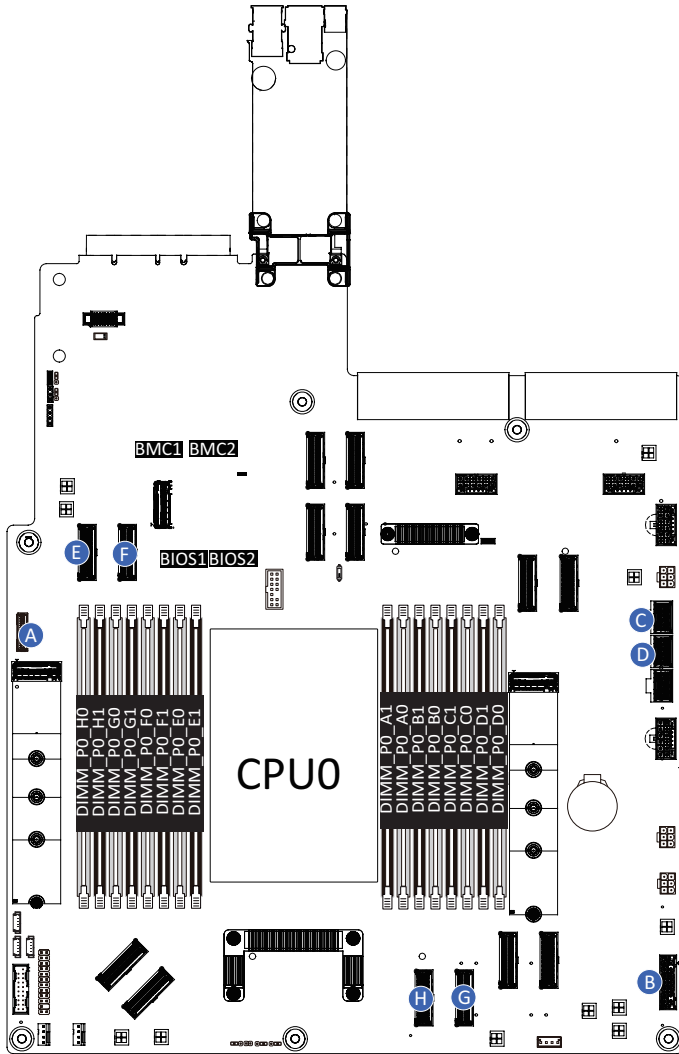 BMC1 BMC2
E F BIOS1 BIOS2
A
C
D
DIMM_P0_H0
DIMM_P0_H1
DIMM_P0_G0
DIMM_P0_G1
DIMM_P0_F0
DIMM_P0_F1
DIMM_P0_E0
DIMM_P0_E1
CPU0
DIMM_P0_A1
DIMM_P0_A0
DIMM_P0_B1
DIMM_P0_B0
DIMM_P0_C1
DIMM_P0_C0
DIMM_P0_D1
DIMM_P0_D0
H G B